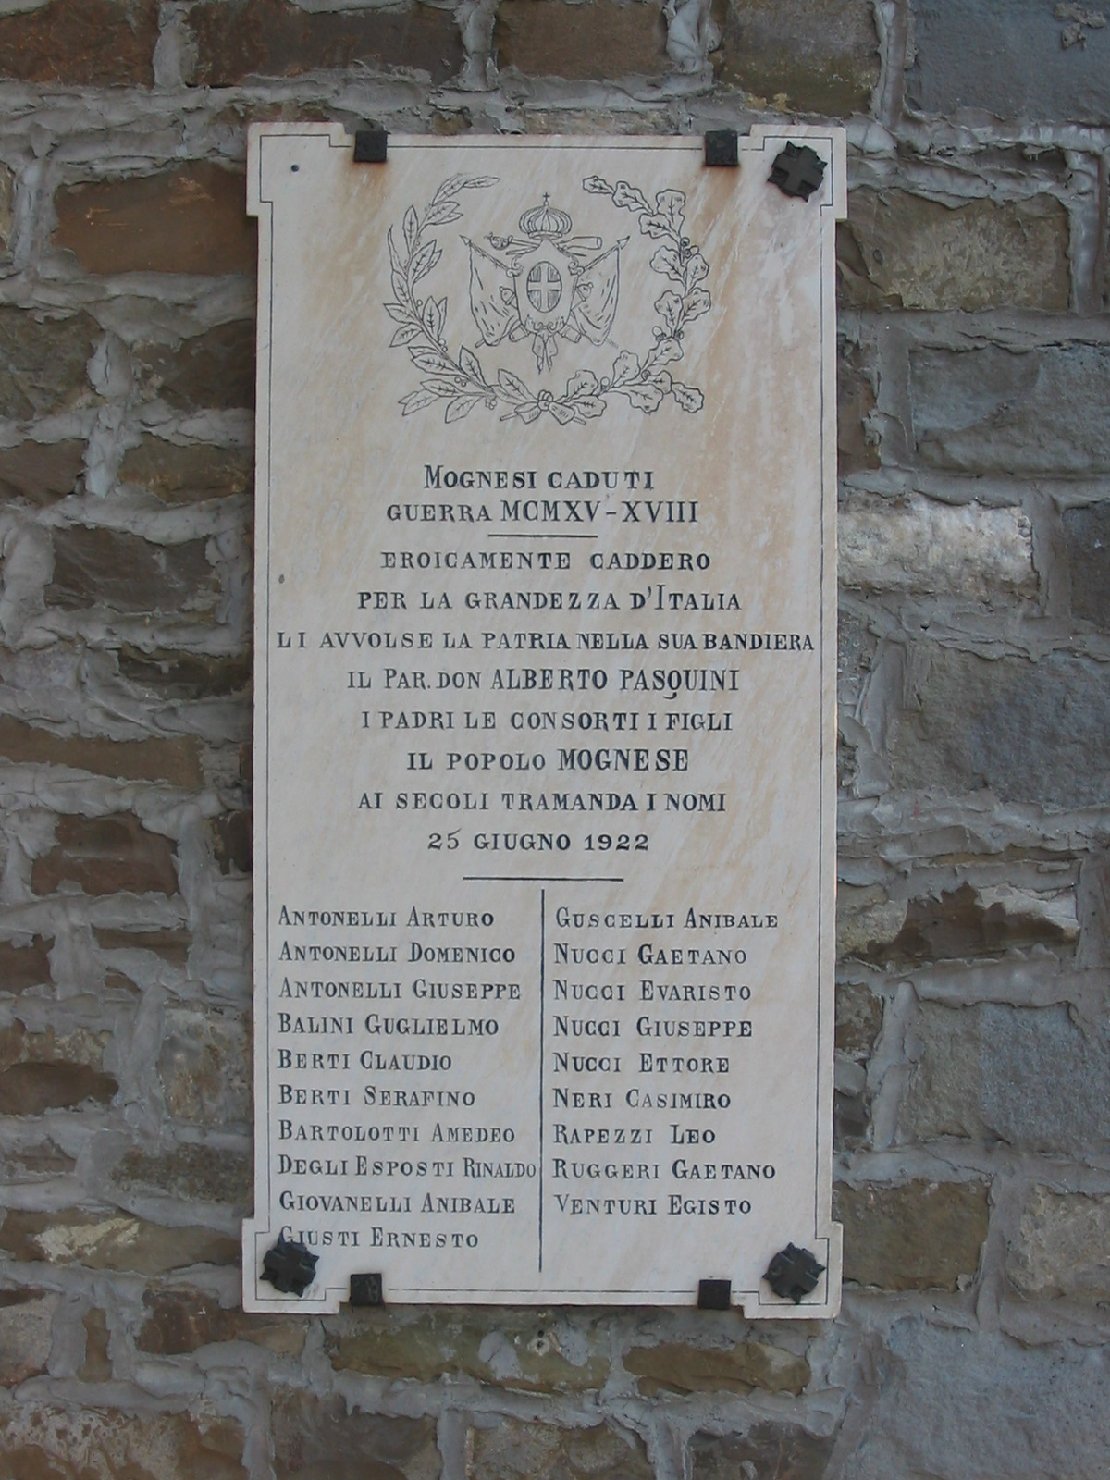 MOGNESI CADUTI
GUERRA MCMXV-XVIII
EROICAMENTE CADDERO
PER LA GRANDEZZA D'ITALIA
LI AVVOLSE LA PATRIA NELLA SUA BANDIERA
IL PAR. DON ALBERTO PASQUINI
I PADRI LE CONSORTI I FIGLI
IL POPOLO MOGNESE
AI SECOLI TRAMANDA I NOMI
25 GIUGNO 1922
ANTONELLI ARTURO
ANTONELLI DOMENICO
ANTONELLI GIUSEPPE
BALINI GUGLIELMO
BERTI CLAUDIO
BERTI SERAFINO
BARTOLOTTI AMEDEO
DEGLI ESPOSTI RINALDO
GIOVANELLI ANIBALE
GIUSTI ERNESTO
GUSCELLI ANIBALE
NUCCI GAETANO
NUCCI EVARISTO
NUCCI GIUSEPPE
NUCCI ETTORE
NERI CASIMIRO
RAPEZZI LEO
RUGGERI GAETANO
VENTURI EGISTO